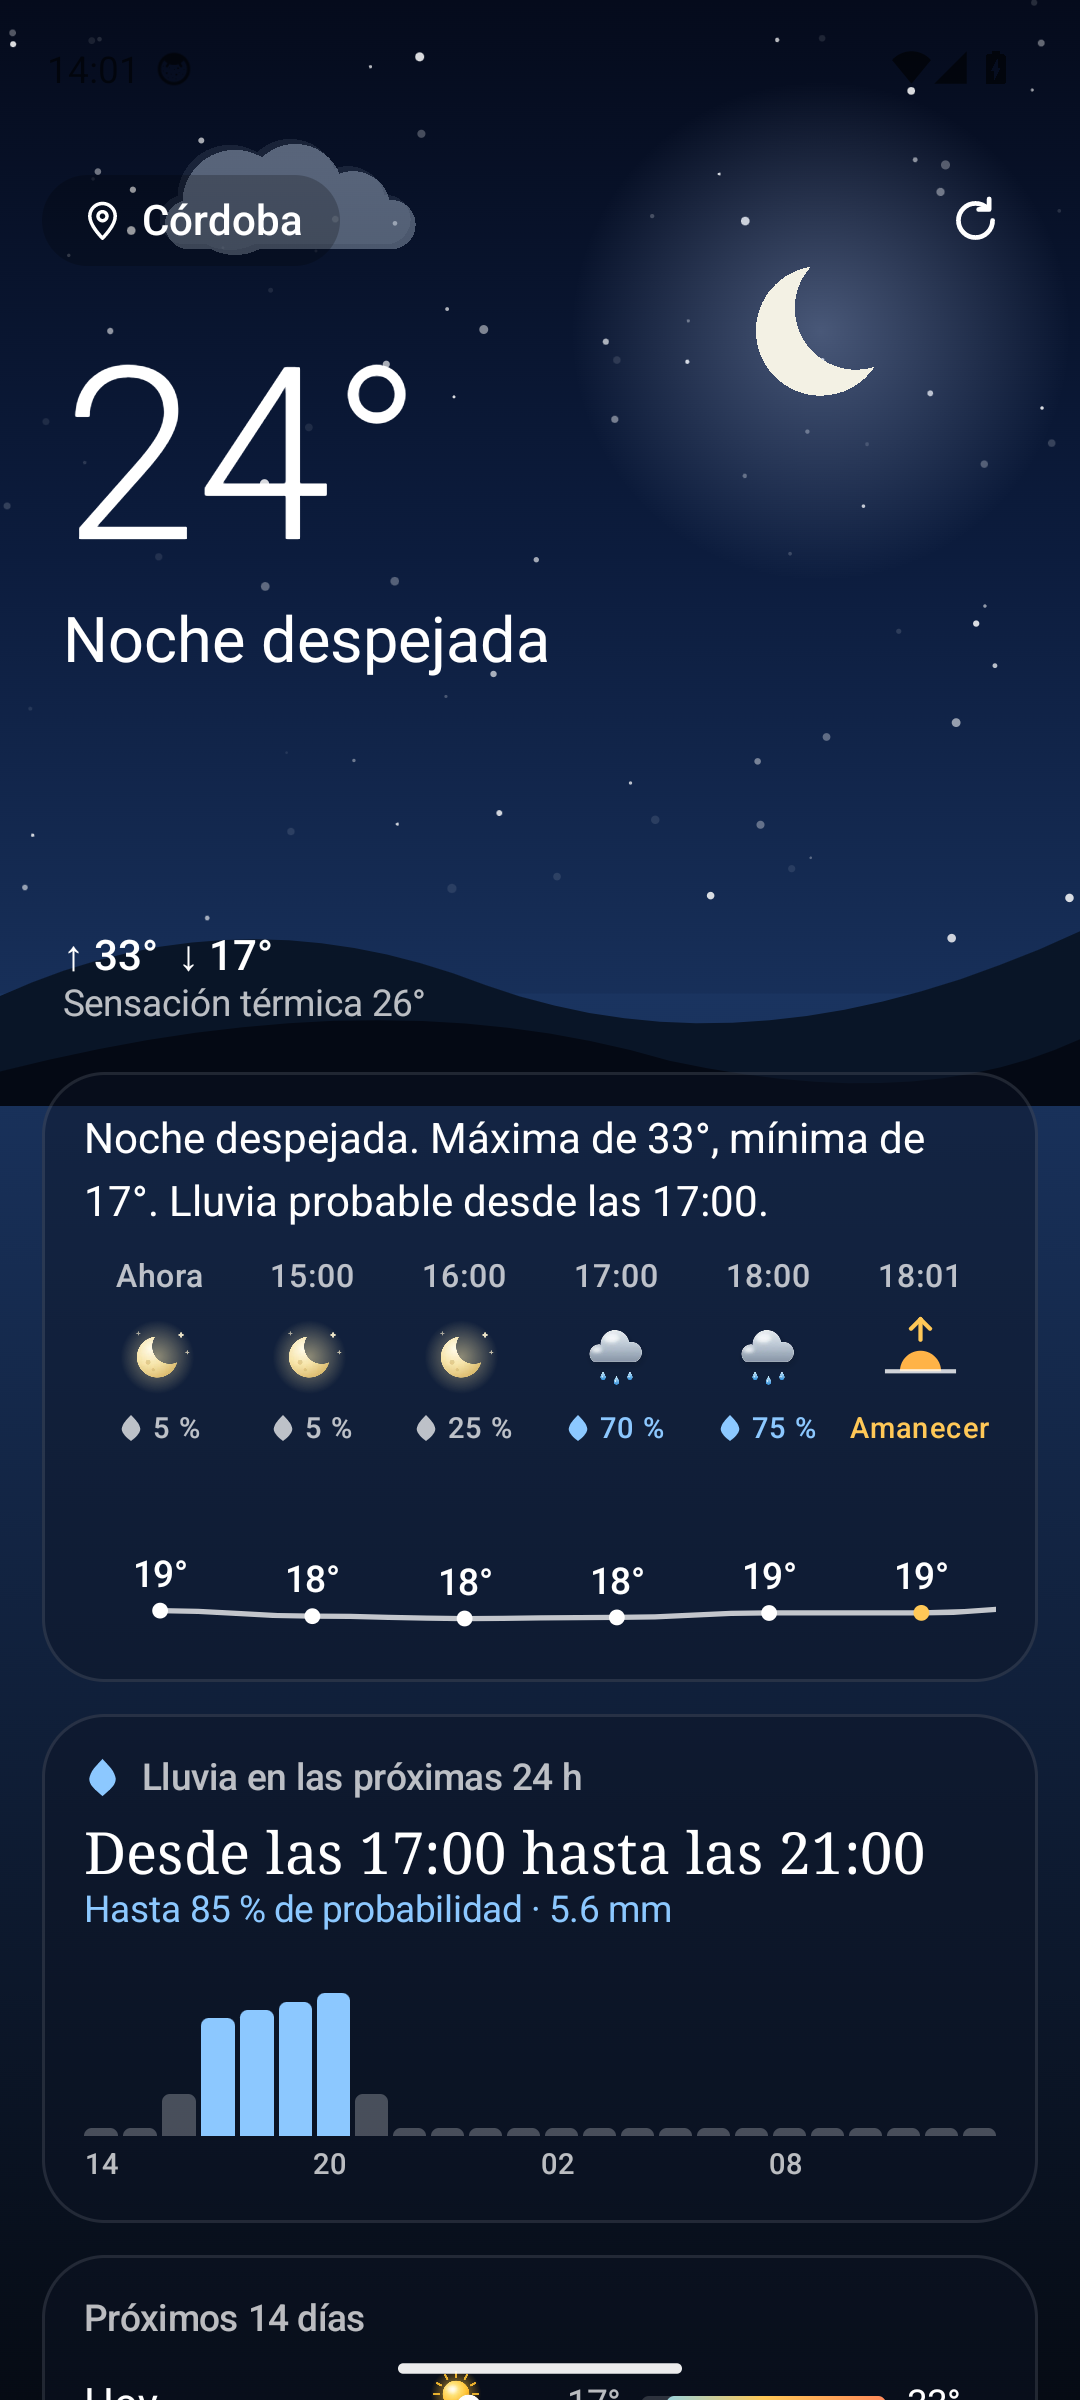 14:01
Córdoba
24°
Noche despejada
↑ 33° ↓ 17°
Sensación térmica 26°
Noche despejada. Máxima de 33°, mínima de
17°. Lluvia probable desde las 17:00.
Ahora 15:00 16:00 17:00 18:00 18:01
5 % 5 % 25 % 70 % 75 % Amanecer
19° 18° 18° 18° 19° 19°
Lluvia en las próximas 24 h
Desde las 17:00 hasta las 21:00
Hasta 85 % de probabilidad · 5.6 mm
14 20 02 08
Próximos 14 días
Hoy 17°